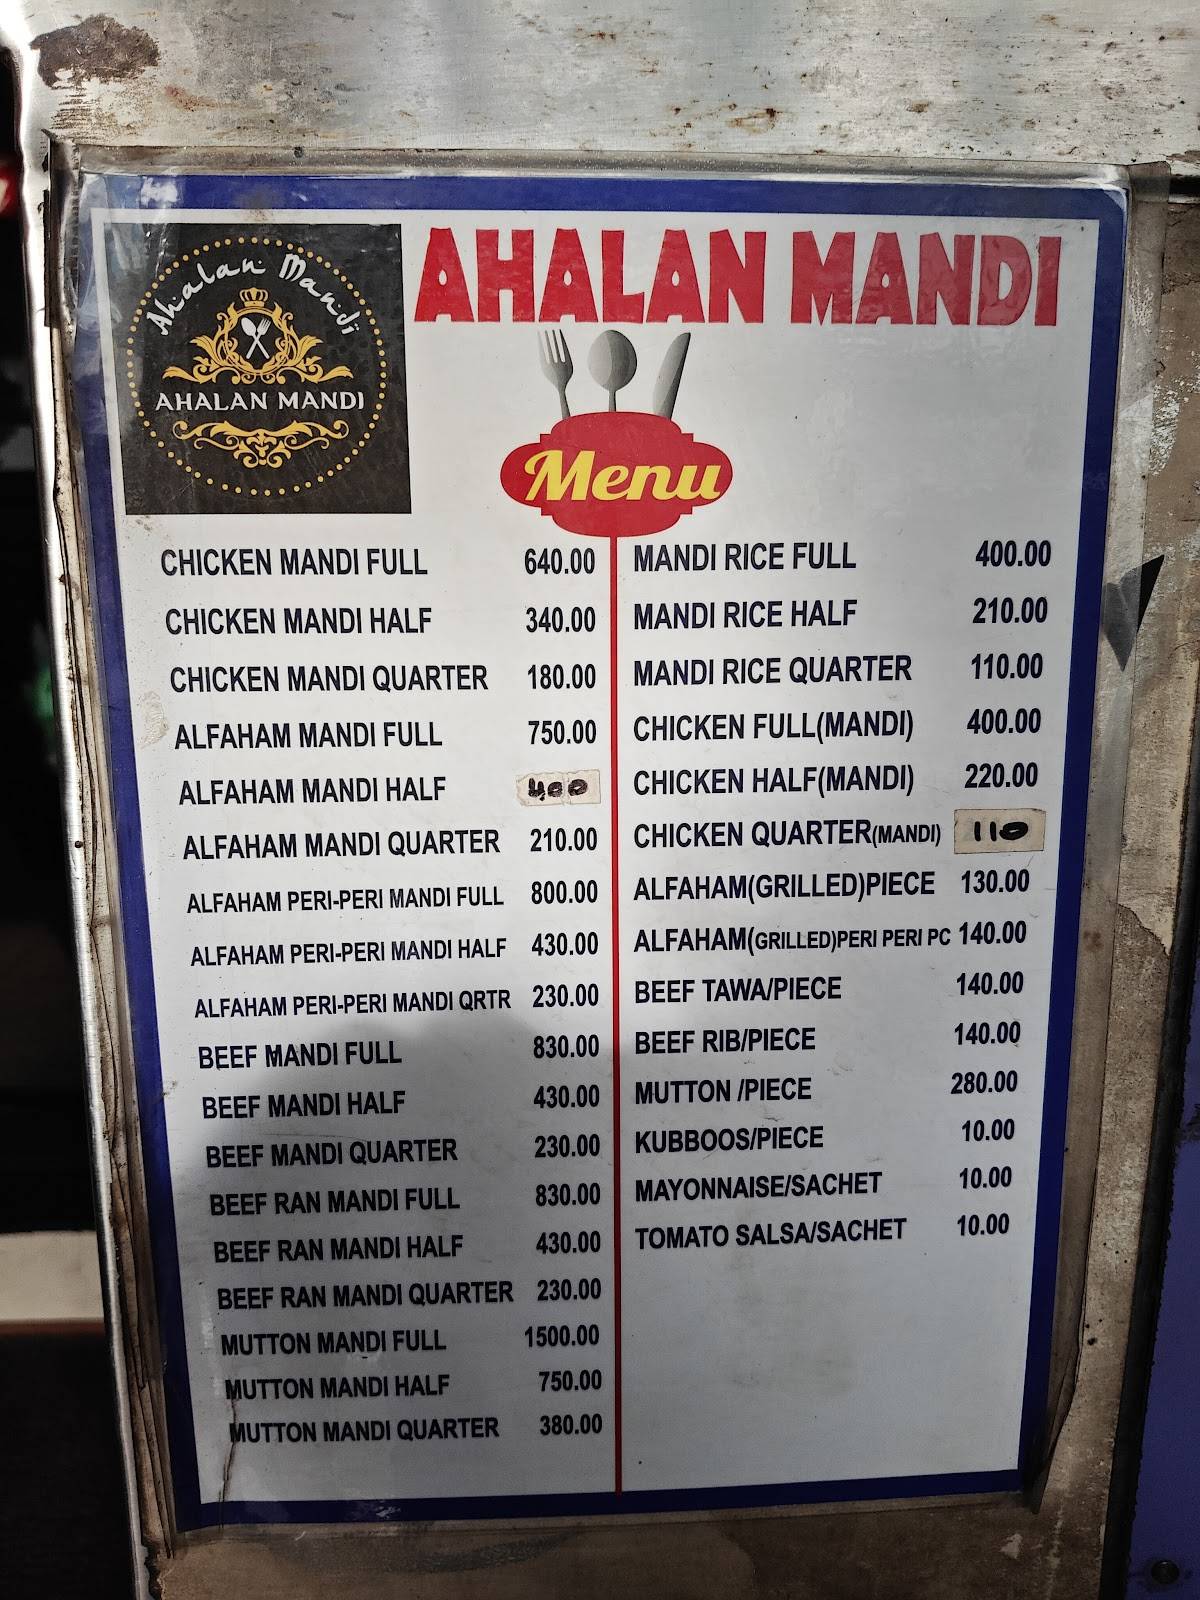 Ahalan Mandi
AHALAN MANDI
AHALAN MANDI
Menu
CHICKEN MANDI FULL 640.00
CHICKEN MANDI HALF 340.00
CHICKEN MANDI QUARTER 180.00
ALFAHAM MANDI FULL 750.00
ALFAHAM MANDI HALF 400
ALFAHAM MANDI QUARTER 210.00
ALFAHAM PERI-PERI MANDI FULL 800.00
ALFAHAM PERI-PERI MANDI HALF 430.00
ALFAHAM PERI-PERI MANDI QRTR 230.00
BEEF MANDI FULL 830.00
BEEF MANDI HALF 430.00
BEEF MANDI QUARTER 230.00
BEEF RAN MANDI FULL 830.00
BEEF RAN MANDI HALF 430.00
BEEF RAN MANDI QUARTER 230.00
MUTTON MANDI FULL 1500.00
MUTTON MANDI HALF 750.00
MUTTON MANDI QUARTER 380.00
MANDI RICE FULL 400.00
MANDI RICE HALF 210.00
MANDI RICE QUARTER 110.00
CHICKEN FULL(MANDI) 400.00
CHICKEN HALF(MANDI) 220.00
CHICKEN QUARTER(MANDI) 110
ALFAHAM(GRILLED)PIECE 130.00
ALFAHAM(GRILLED)PERI PERI PC 140.00
BEEF TAWA/PIECE 140.00
BEEF RIB/PIECE 140.00
MUTTON /PIECE 280.00
KUBBOOS/PIECE 10.00
MAYONNAISE/SACHET 10.00
TOMATO SALSA/SACHET 10.00